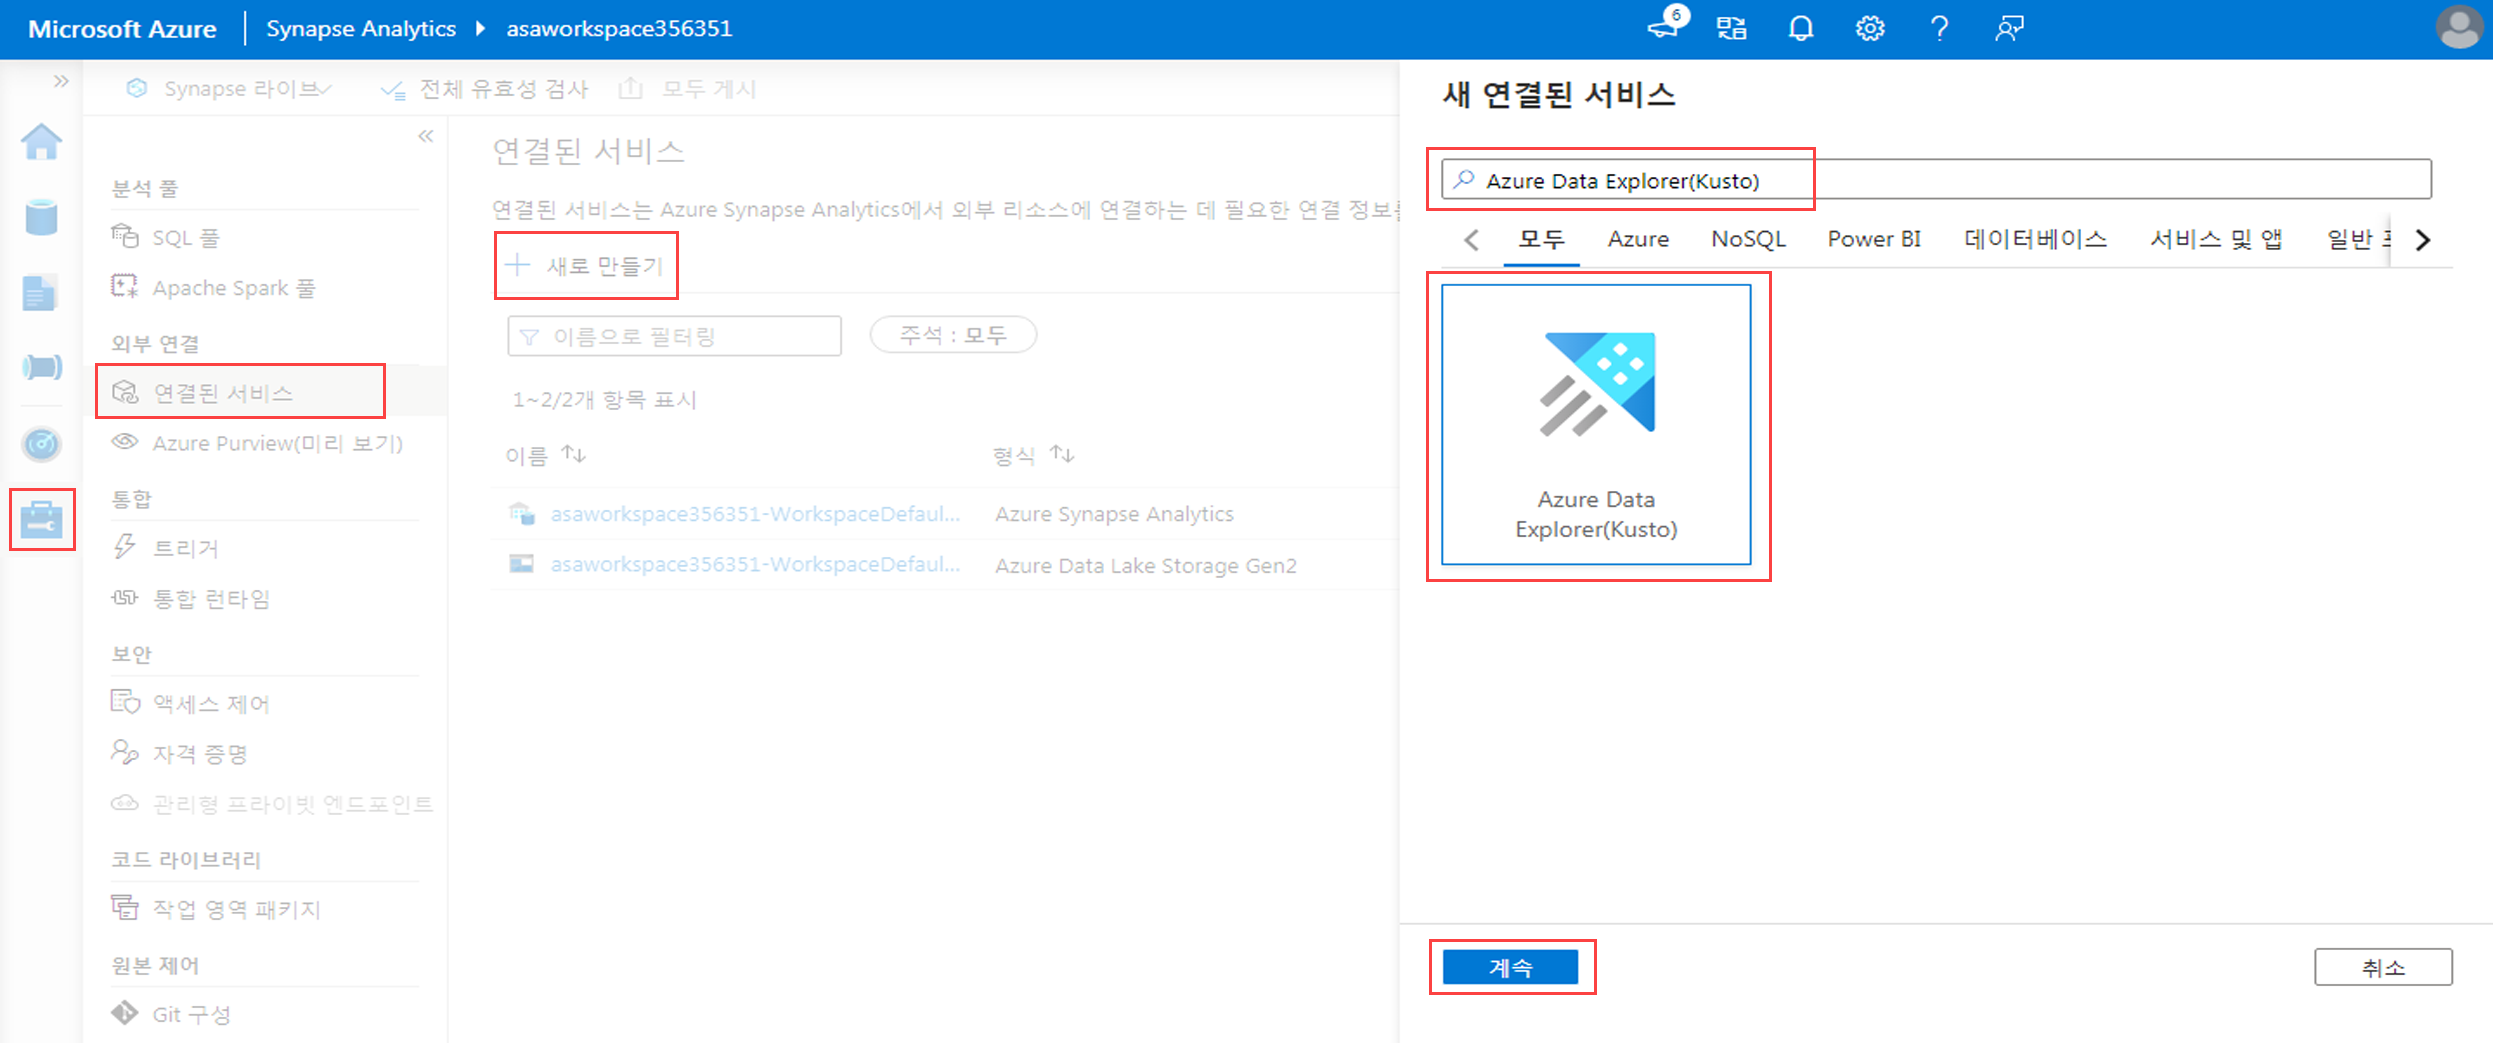 Microsoft Azure
Synapse Analytics
asaworkspace356351
6
Synapse 라이브
전체 유효성 검사
모두 게시
분석 풀
SQL 풀
Apache Spark 풀
외부 연결
연결된 서비스
Azure Purview(미리 보기)
통합
트리거
통합 런타임
보안
액세스 제어
자격 증명
관리형 프라이빗 엔드포인트
코드 라이브러리
작업 영역 패키지
원본 제어
Git 구성
연결된 서비스
연결된 서비스는 Azure Synapse Analytics에서 외부 리소스에 연결하는 데 필요한 연결 정보를
새로 만들기
이름으로 필터링
주석 : 모두
1~2/2개 항목 표시
이름 형식
asaworkspace356351-WorkspaceDefaul... Azure Synapse Analytics
asaworkspace356351-WorkspaceDefaul... Azure Data Lake Storage Gen2
새 연결된 서비스
Azure Data Explorer(Kusto)
모두 Azure NoSQL Power BI 데이터베이스 서비스 및 앱 일반
Azure Data
Explorer(Kusto)
계속
취소